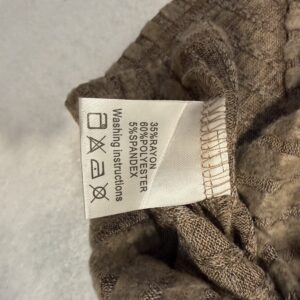 35%RAYON
60%POLYESTER
5%SPANDEX
Washing instructions